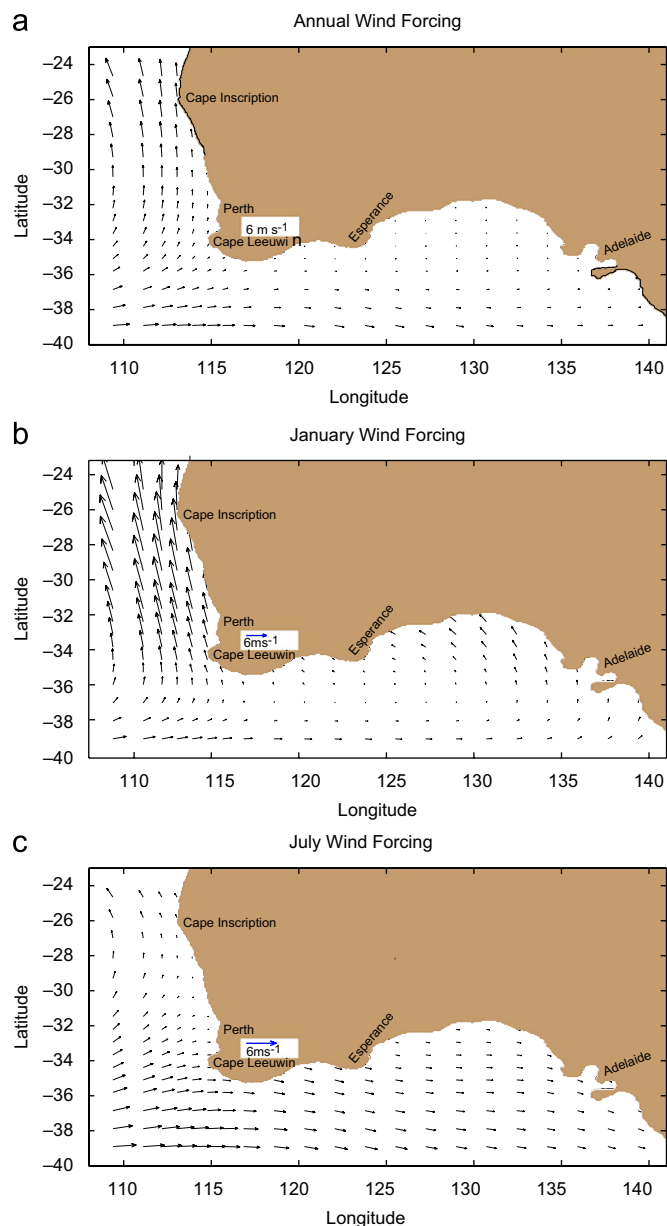 a
Annual Wind Forcing
Latitude
–24
–26
–28
–30
–32
–34
–36
–38
–40
Cape Inscription
Perth
6 m s-1
Cape Leeuwi n
Esperance
Adelaide
110 115 120 125 130 135 140
Longitude
b
January Wind Forcing
Latitude
–24
–26
–28
–30
–32
–34
–36
–38
–40
Cape Inscription
Perth
6ms-1
Cape Leeuwin
Esperance
Adelaide
110 115 120 125 130 135 140
Longitude
c
July Wind Forcing
Latitude
–24
–26
–28
–30
–32
–34
–36
–38
–40
Cape Inscription
Perth
6ms-1
Cape Leeuwin
Esperance
Adelaide
110 115 120 125 130 135 140
Longitude